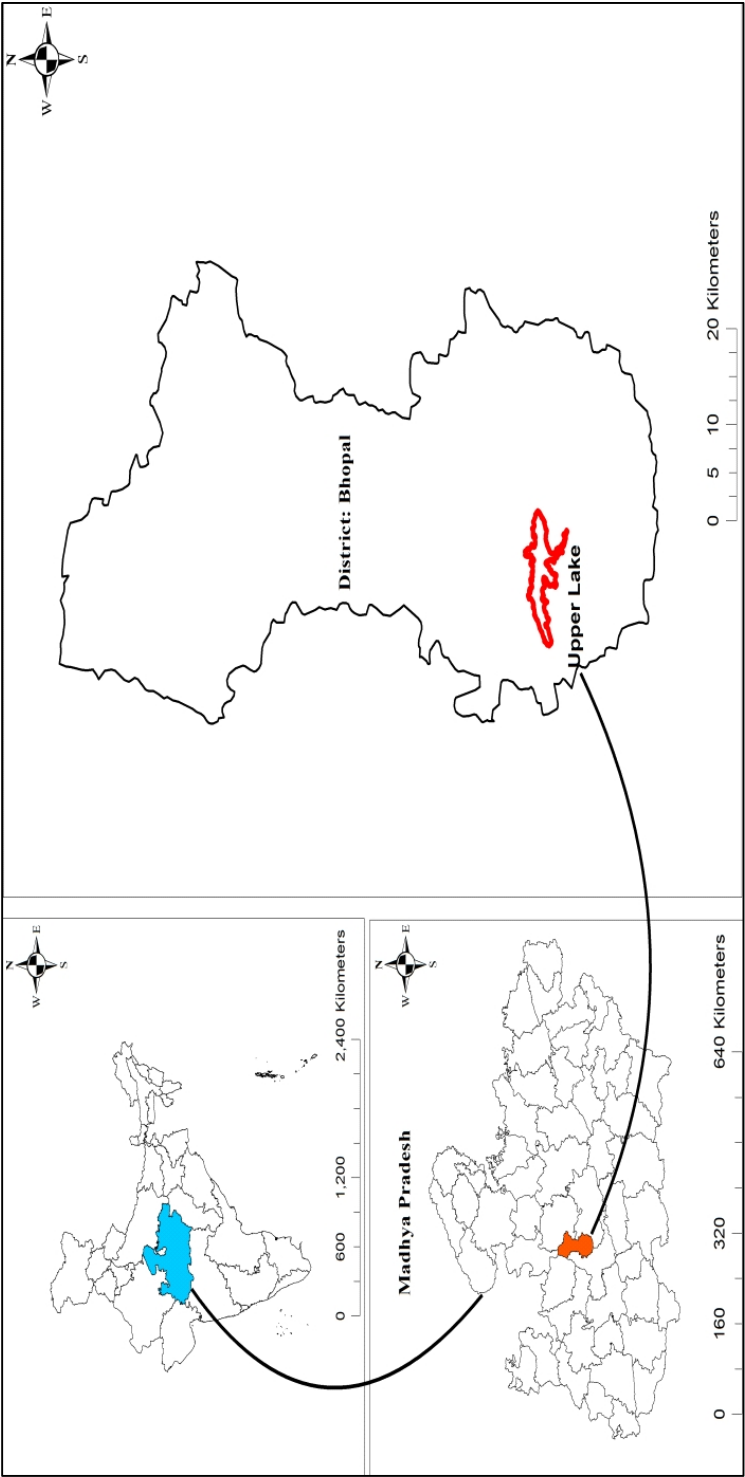 N
W E
S
0 600 1,200 2,400 Kilometers
Madhya Pradesh
N
W E
S
0 160 320 640 Kilometers
N
W E
S
District: Bhopal
Upper Lake
0 5 10 20 Kilometers